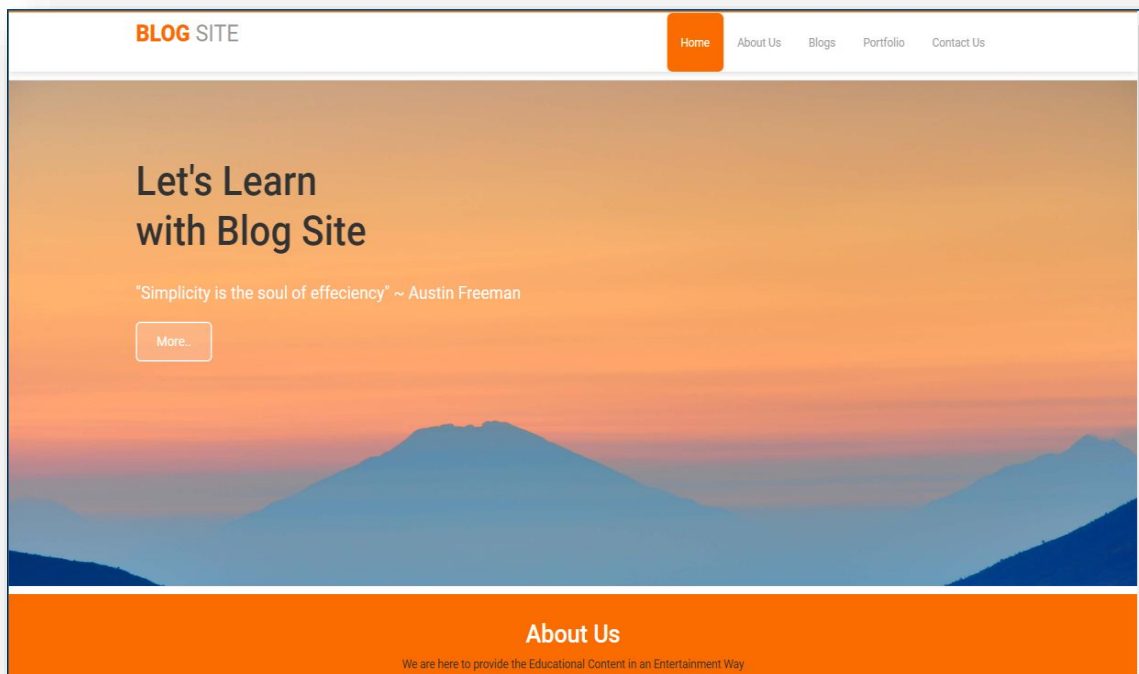 BLOG SITE
Home About Us Blogs Portfolio Contact Us
Let's Learn
with Blog Site
"Simplicity is the soul of effeciency" ~ Austin Freeman
More..
About Us
We are here to provide the Educational Content in an Entertainment Way